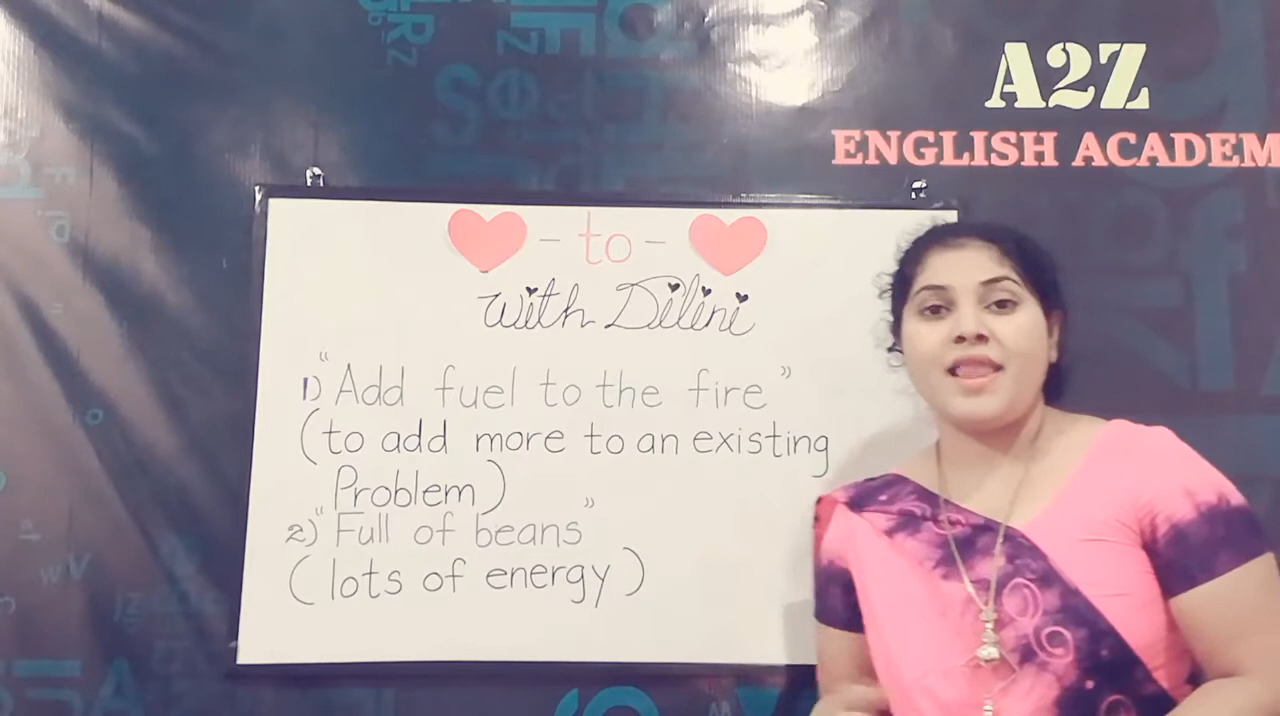 A2Z
ENGLISH ACADEM
- to -
with Dilini
1) "Add fuel to the fire"
(to add more to an existing
Problem)
2) "Full of beans"
(lots of energy)